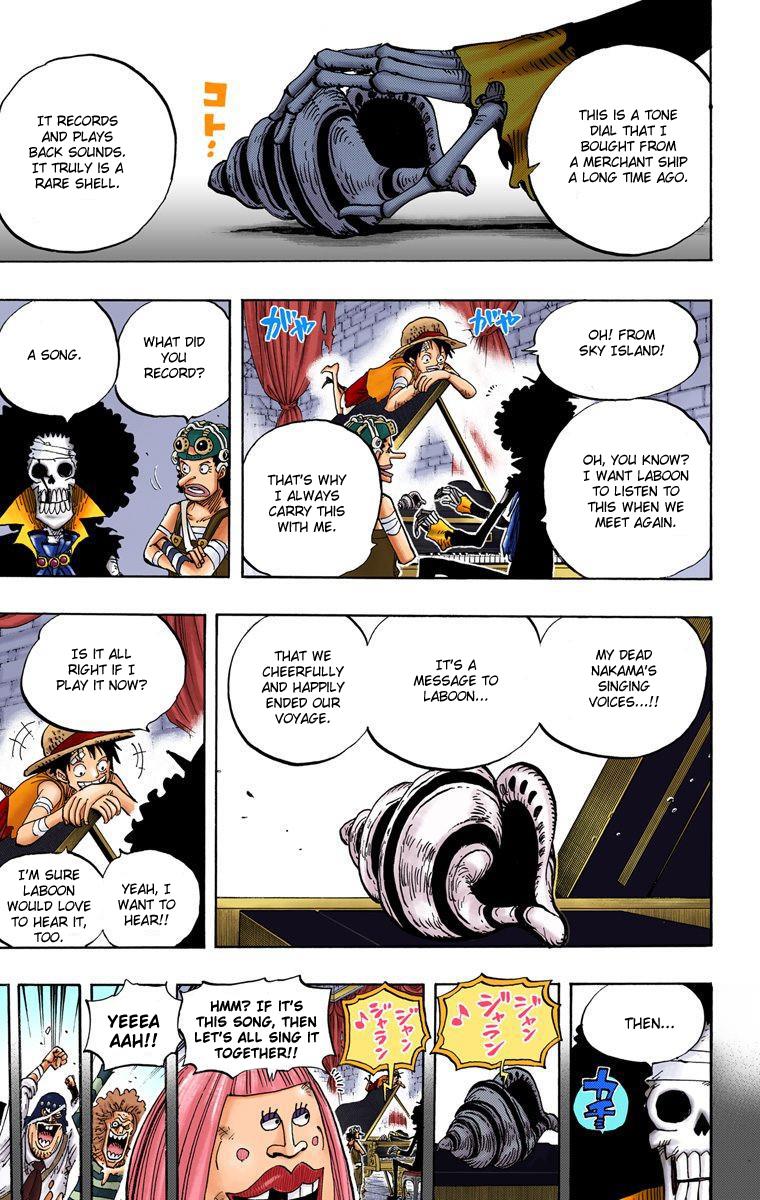 THIS IS A TONE
DIAL THAT I
BOUGHT FROM
A MERCHANT SHIP
A LONG TIME AGO.
コト…
IT RECORDS
AND PLAYS
BACK SOUNDS.
IT TRULY IS A
RARE SHELL.
OH! FROM
SKY ISLAND!
ガヤ
ガヤ
OH, YOU KNOW?
I WANT LABOON
TO LISTEN TO
THIS WHEN WE
MEET AGAIN.
THAT'S WHY
I ALWAYS
CARRY THIS
WITH ME.
WHAT DID
YOU
RECORD?
A SONG.
MY DEAD
NAKAMA'S
SINGING
VOICES...!!
IT'S A
MESSAGE TO
LABOON...
THAT WE
CHEERFULLY
AND HAPPILY
ENDED OUR
VOYAGE.
IS IT ALL
RIGHT IF I
PLAY IT NOW?
YEAH, I
WANT TO
HEAR!!
I'M SURE
LABOON
WOULD LOVE
TO HEAR IT,
TOO.
THEN...
カチッ
ジャン
ジャラン♪
ジャン
ジャラン♪
HMM? IF IT'S
THIS SONG, THEN
LET'S ALL SING IT
TOGETHER!!
YEEEA
AAH!!